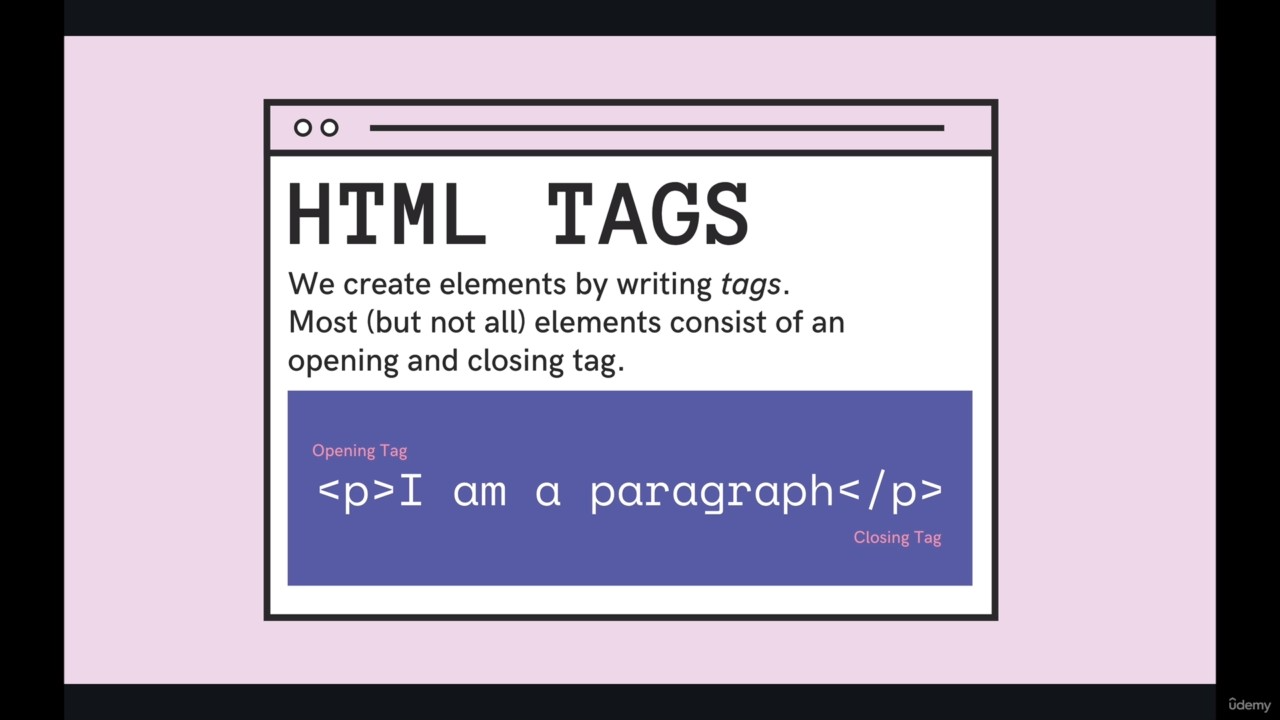 HTML TAGS
We create elements by writing tags.
Most (but not all) elements consist of an
opening and closing tag.
Opening Tag
<p>I am a paragraph</p>
Closing Tag
ûdemy